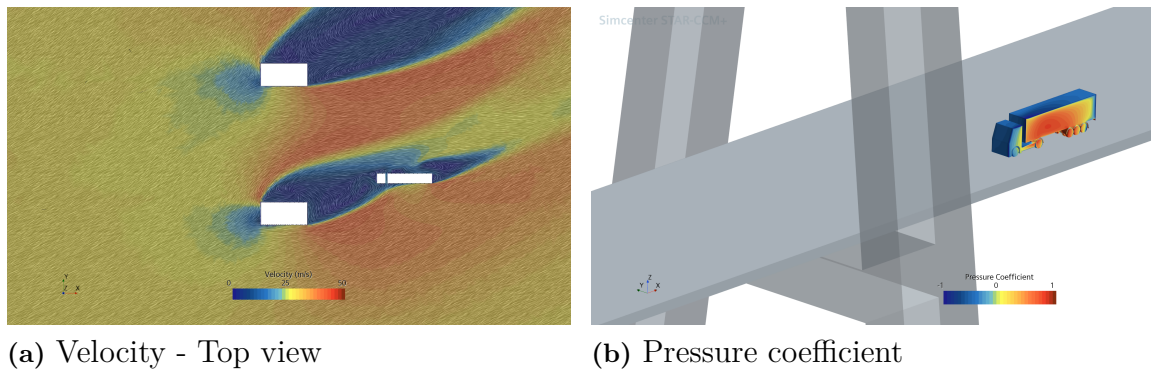 Simcenter STAR-CCM+
Velocity (m/s)
0 25 50
Y
Z X
Pressure Coefficient
-1 0 1
Z
Y X
(a) Velocity - Top view
(b) Pressure coefficient